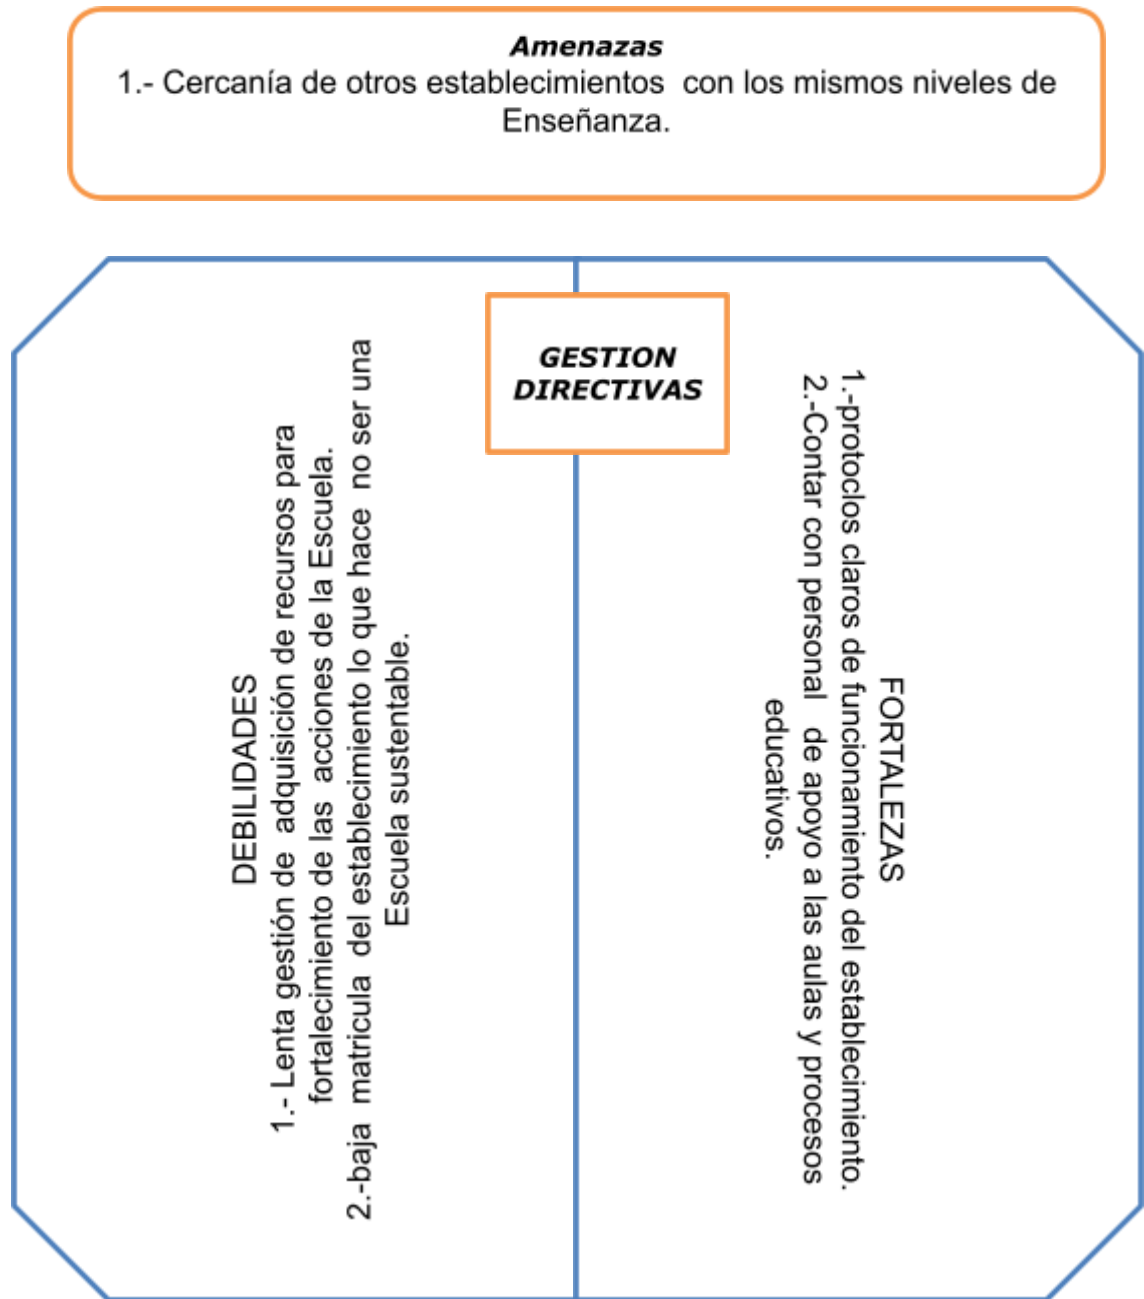 Amenazas
1.- Cercanía de otros establecimientos  con los mismos niveles de
Enseñanza.
GESTION
DIRECTIVAS
DEBILIDADES
1.- Lenta gestión de  adquisición de recursos para
fortalecimiento de las  acciones de la Escuela.
2.-baja  matricula  del establecimiento lo que hace  no ser una
Escuela sustentable.
FORTALEZAS
1.-protoclos claros de funcionamiento del establecimiento.
2.-Contar con personal   de apoyo a las aulas y procesos
educativos.